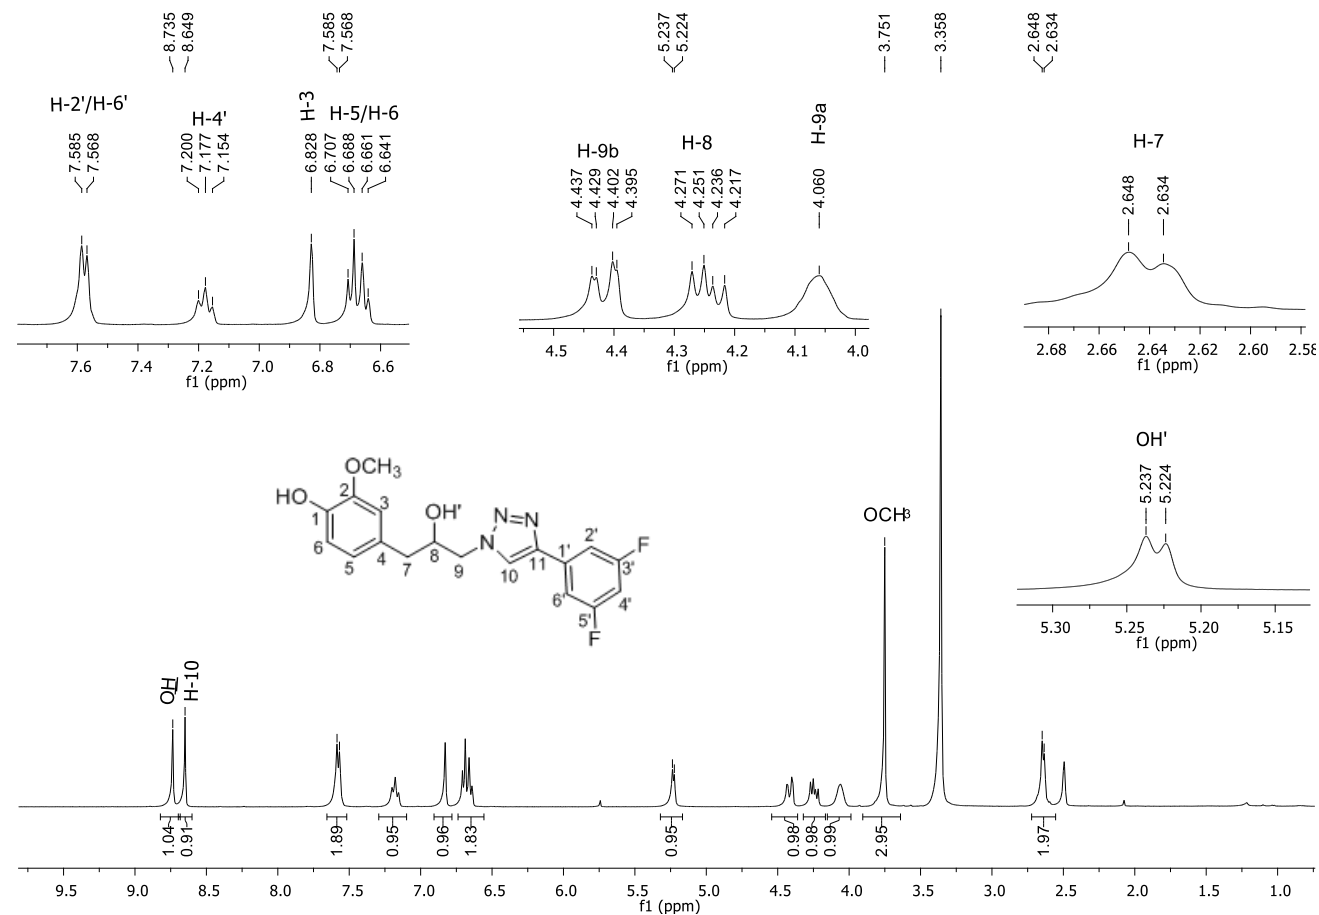 8.735
8.649
7.585
7.568
5.237
5.224
3.751
3.358
2.648
2.634
H-2'/H-6'
H-4'
H-3
H-5/H-6
7.585
7.568
7.200
7.177
7.154
6.828
6.707
6.688
6.661
6.641
7.6 7.4 7.2 7.0 6.8 6.6
f1 (ppm)
H-9b
H-8
H-9a
4.437
4.429
4.402
4.395
4.271
4.251
4.236
4.217
4.060
4.5 4.4 4.3 4.2 4.1 4.0
f1 (ppm)
H-7
2.648
2.634
2.68 2.66 2.64 2.62 2.60 2.58
f1 (ppm)
OH'
5.237
5.224
5.30 5.25 5.20 5.15
f1 (ppm)
OCH3
HO
1
2
3
4
5
6
7
OH'
8
9
N
N
N
10
11
1'
2'
3'
4'
5'
6'
F
F
OCH3
OH
H-10
1.04
0.91
1.89
0.95
0.96
1.83
0.95
0.98
0.98
0.99
2.95
1.97
9.5 9.0 8.5 8.0 7.5 7.0 6.5 6.0 5.5 5.0 4.5 4.0 3.5 3.0 2.5 2.0 1.5 1.0
f1 (ppm)